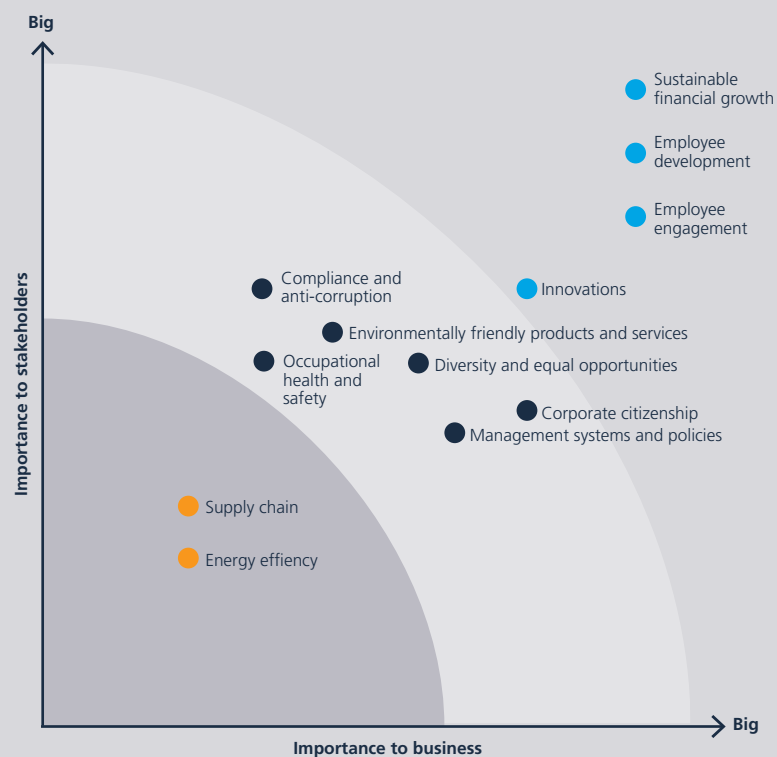 Big
Sustainable
financial growth
Employee
development
Employee
engagement
Compliance and
anti-corruption
Innovations
Environmentally friendly products and services
Occupational
health and
safety
Diversity and equal opportunities
Corporate citizenship
Management systems and policies
Importance to stakeholders
Supply chain
Energy effiency
Big
Importance to business